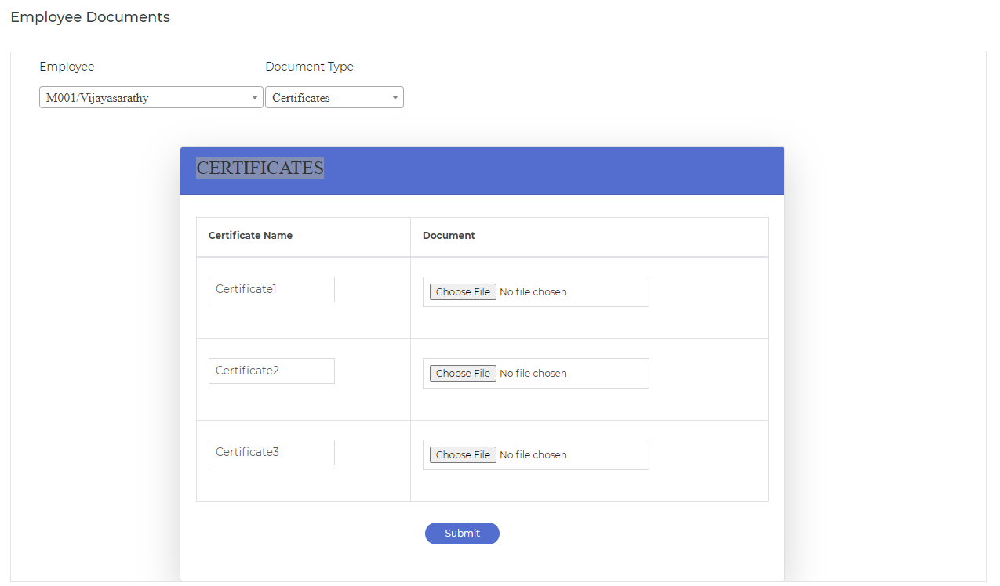 Employee Documents
Employee Document Type
M001/Vijayasarathy Certificates
CERTIFICATES
Certificate Name Document
Certificate1 Choose File No file chosen
Certificate2 Choose File No file chosen
Certificate3 Choose File No file chosen
Submit